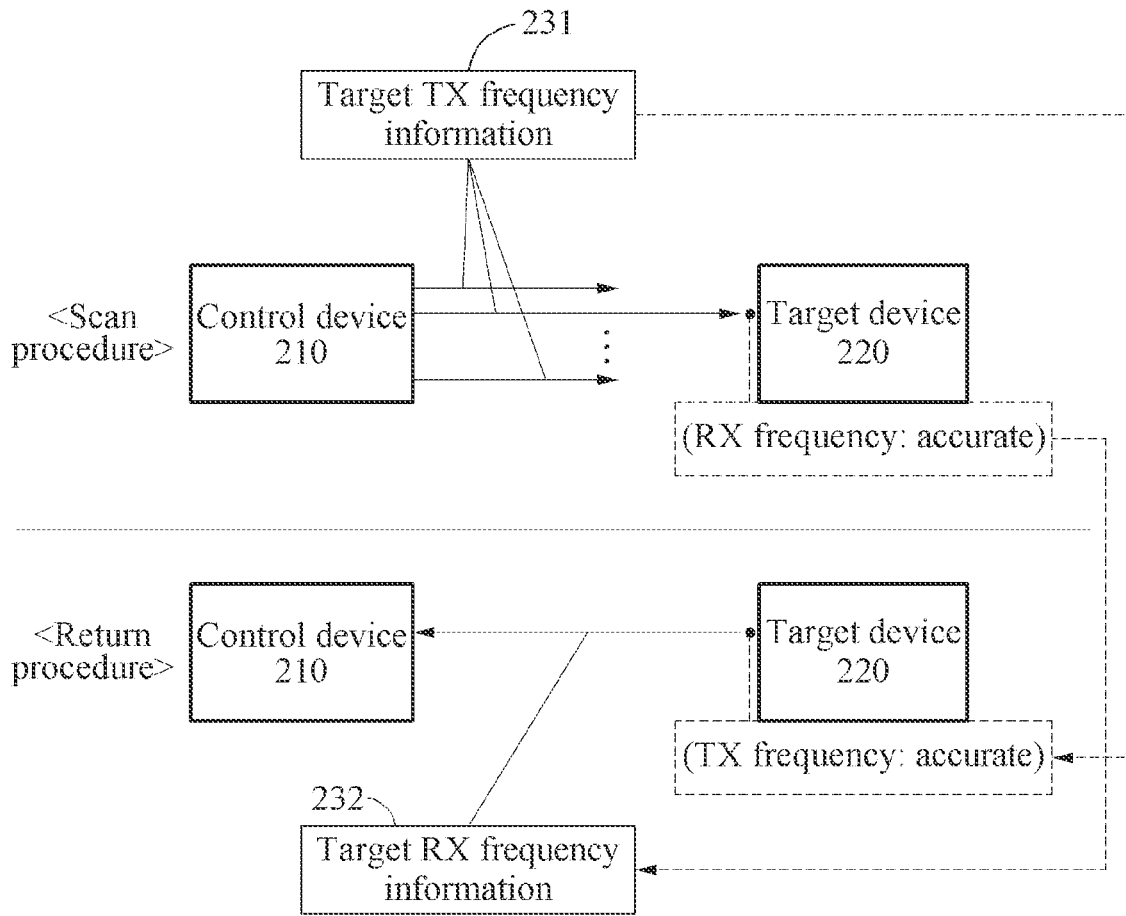 231
Target TX frequency
information
<Scan
procedure>
Control device
210
Target device
220
(RX frequency: accurate)
<Return
procedure>
Control device
210
Target device
220
(TX frequency: accurate)
232
Target RX frequency
information